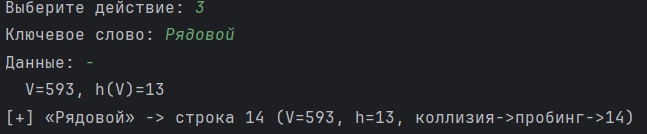 Выберите действие: 3
Ключевое слово: Рядовой
Данные: -
V=593, h(V)=13
[+] «Рядовой» -> строка 14 (V=593, h=13, коллизия->пробинг->14)